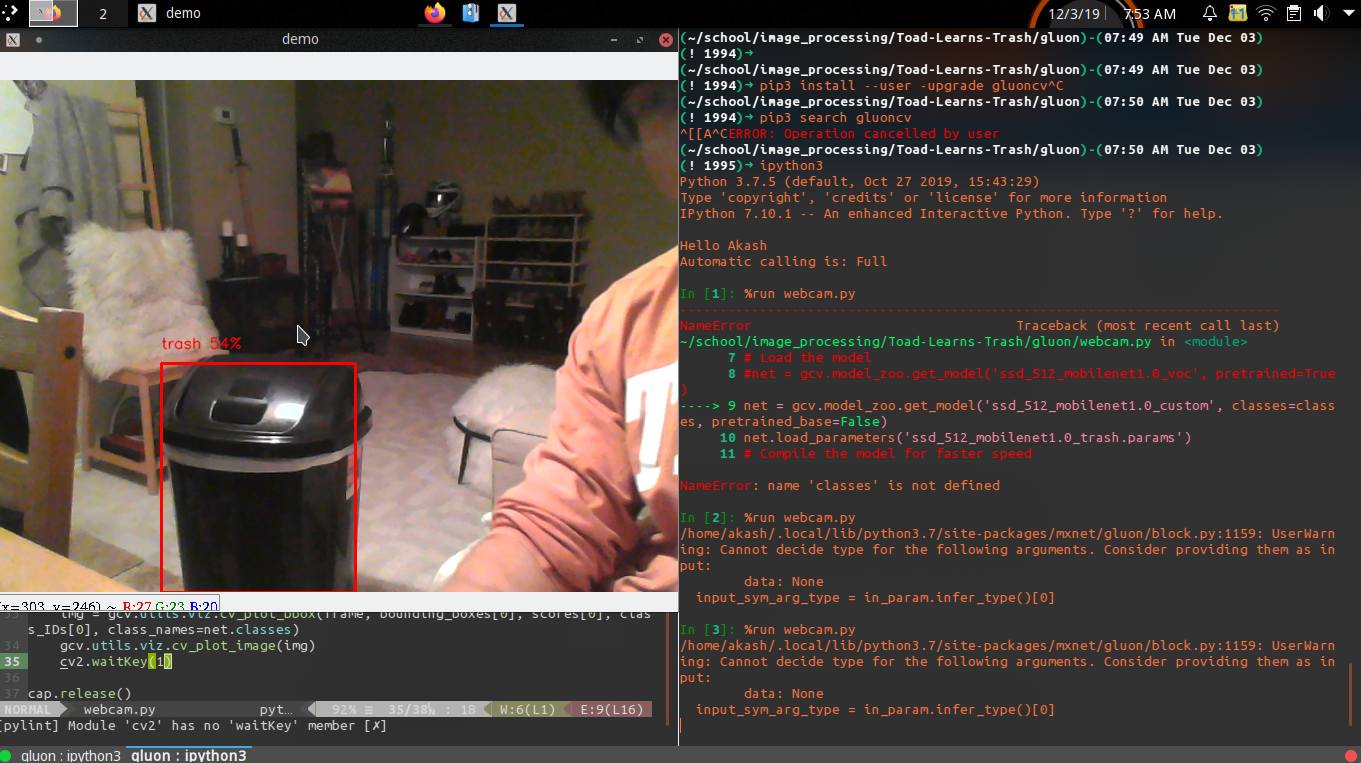 2 demo 12/3/19 7:53 AM
demo
trash 54%
(x=303, y=246) ~ R:27 G:23 B:20
img = gcv.utils.viz.cv_plot_bbox(frame, bounding_boxes[0], scores[0], clas
s_IDs[0], class_names=net.classes)
34 gcv.utils.viz.cv_plot_image(img)
35 cv2.waitKey(1)
36
37 cap.release()
NORMAL webcam.py pyt… 92% ≡ 35/38 : 18 W:6(L1) E:9(L16)
[pylint] Module 'cv2' has no 'waitKey' member [✗]
(~/school/image_processing/Toad-Learns-Trash/gluon)-(07:49 AM Tue Dec 03)
(! 1994)→
(~/school/image_processing/Toad-Learns-Trash/gluon)-(07:49 AM Tue Dec 03)
(! 1994)→ pip3 install --user -upgrade gluoncv^C
(~/school/image_processing/Toad-Learns-Trash/gluon)-(07:50 AM Tue Dec 03)
(! 1994)→ pip3 search gluoncv
^[[A^CERROR: Operation cancelled by user
(~/school/image_processing/Toad-Learns-Trash/gluon)-(07:50 AM Tue Dec 03)
(! 1995)→ ipython3
Python 3.7.5 (default, Oct 27 2019, 15:43:29)
Type 'copyright', 'credits' or 'license' for more information
IPython 7.10.1 -- An enhanced Interactive Python. Type '?' for help.
Hello Akash
Automatic calling is: Full
In [1]: %run webcam.py
---------------------------------------------------------------------------
NameError Traceback (most recent call last)
~/school/image_processing/Toad-Learns-Trash/gluon/webcam.py in <module>
7 # Load the model
8 #net = gcv.model_zoo.get_model('ssd_512_mobilenet1.0_voc', pretrained=True
)
----> 9 net = gcv.model_zoo.get_model('ssd_512_mobilenet1.0_custom', classes=class
es, pretrained_base=False)
10 net.load_parameters('ssd_512_mobilenet1.0_trash.params')
11 # Compile the model for faster speed
NameError: name 'classes' is not defined
In [2]: %run webcam.py
/home/akash/.local/lib/python3.7/site-packages/mxnet/gluon/block.py:1159: UserWarn
ing: Cannot decide type for the following arguments. Consider providing them as in
put:
data: None
input_sym_arg_type = in_param.infer_type()[0]
In [3]: %run webcam.py
/home/akash/.local/lib/python3.7/site-packages/mxnet/gluon/block.py:1159: UserWarn
ing: Cannot decide type for the following arguments. Consider providing them as in
put:
data: None
input_sym_arg_type = in_param.infer_type()[0]
gluon : ipython3 gluon : ipython3